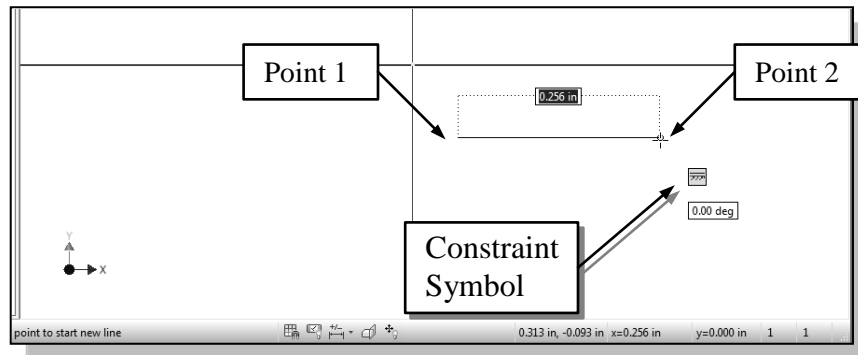 Point 1
Point 2
0.256 in
0.00 deg
Constraint
Symbol
Y
X
point to start new line
0.313 in, -0.093 in x=0.256 in y=0.000 in 1 1